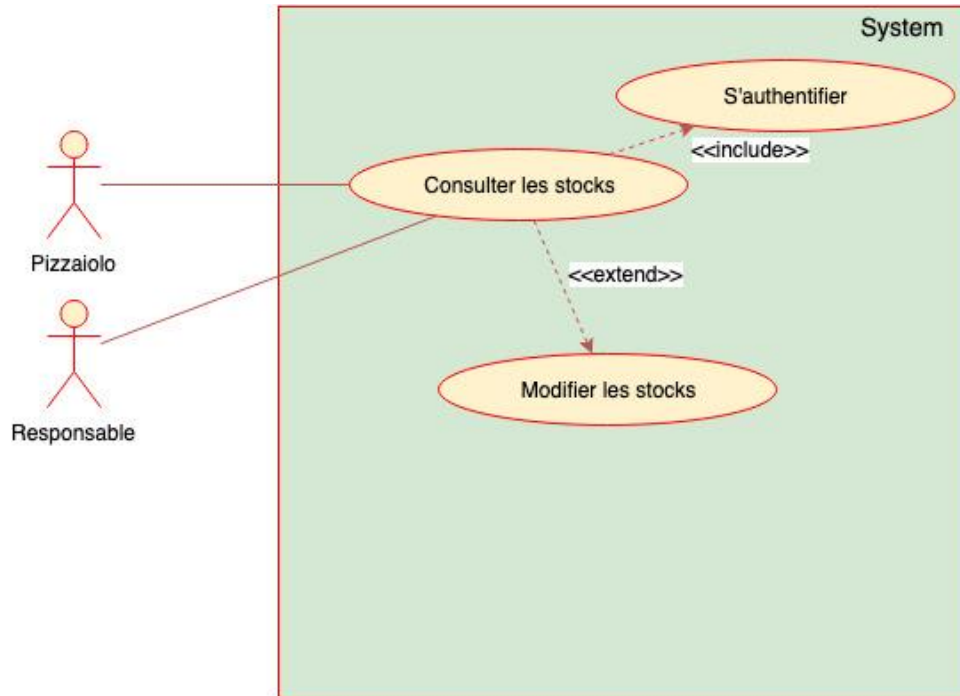 System
S'authentifier
<<include>>
Consulter les stocks
Pizzaiolo
<<extend>>
Modifier les stocks
Responsable